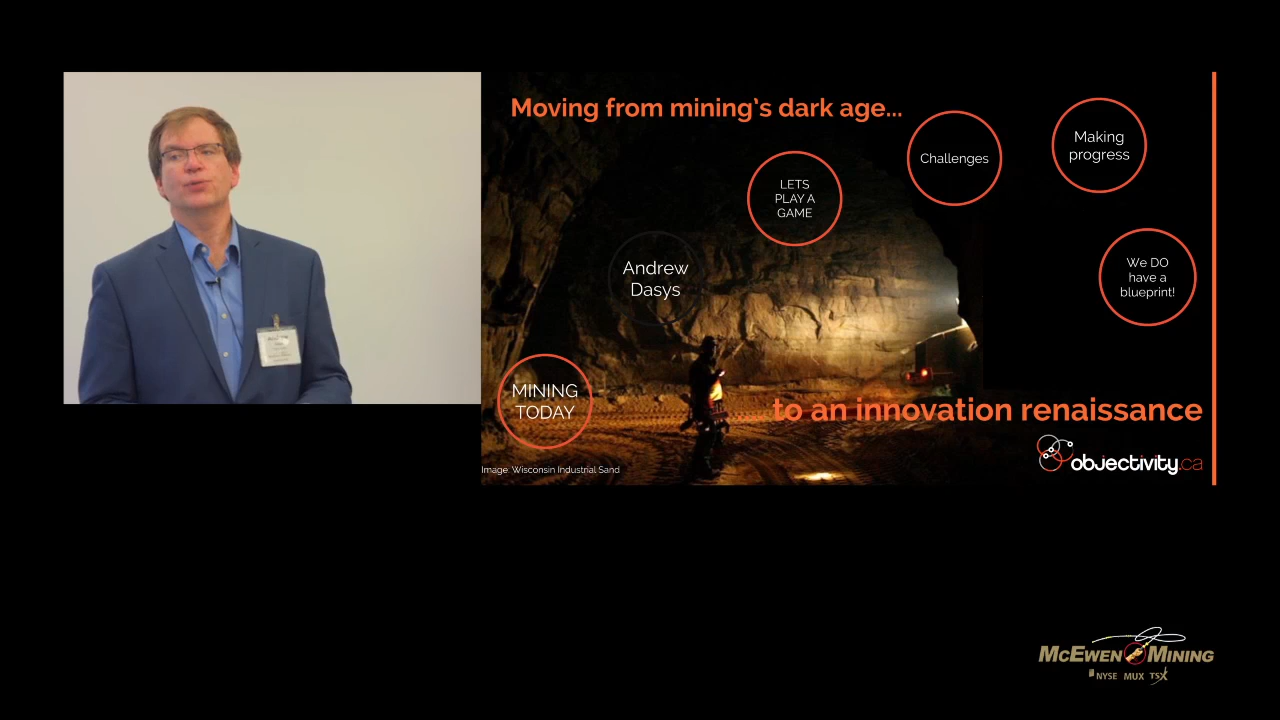 Moving from mining's dark age...
Making
progress
Challenges
LETS
PLAY A
GAME
We DO
have a
blueprint!
Andrew
Dasys
MINING
TODAY
to an innovation renaissance
objectivity.ca
Image: Wisconsin Industrial Sand
MCEWEN MINING
NYSE MUX TSX